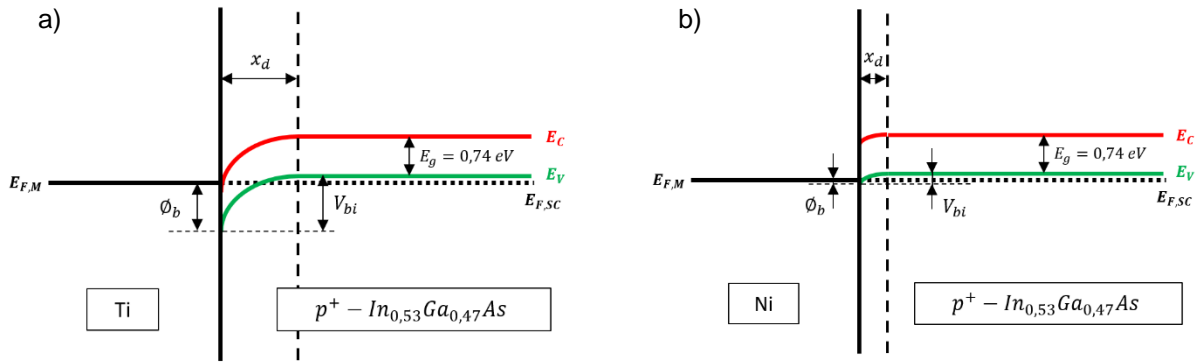 a)
x_d
E_C
E_g = 0,74 eV
E_V
E_{F,M}
Ø_b
V_{bi}
E_{F,SC}
Ti
p^+ − In_{0,53}Ga_{0,47}As
b)
x_d
E_C
E_g = 0,74 eV
E_V
E_{F,M}
Ø_b
V_{bi}
E_{F,SC}
Ni
p^+ − In_{0,53}Ga_{0,47}As